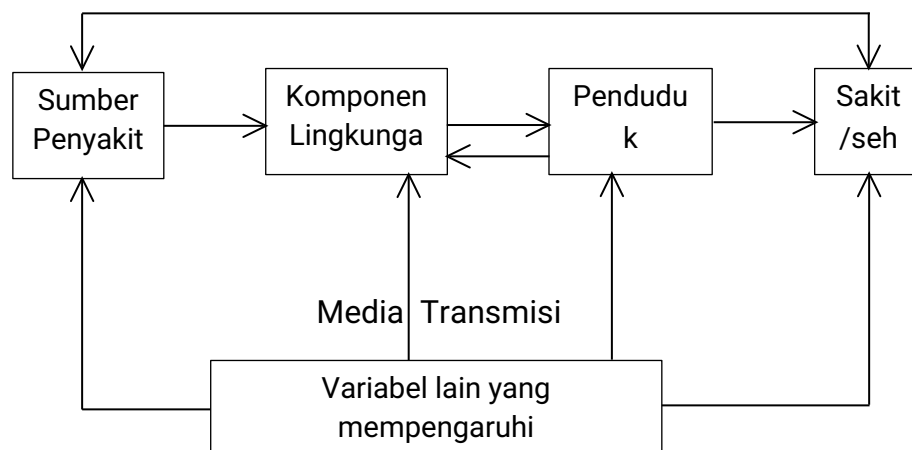 Sumber
Penyakit
Komponen
Lingkunga
Pendudu
k
Sakit
/seh
Media Transmisi
Variabel lain yang
mempengaruhi